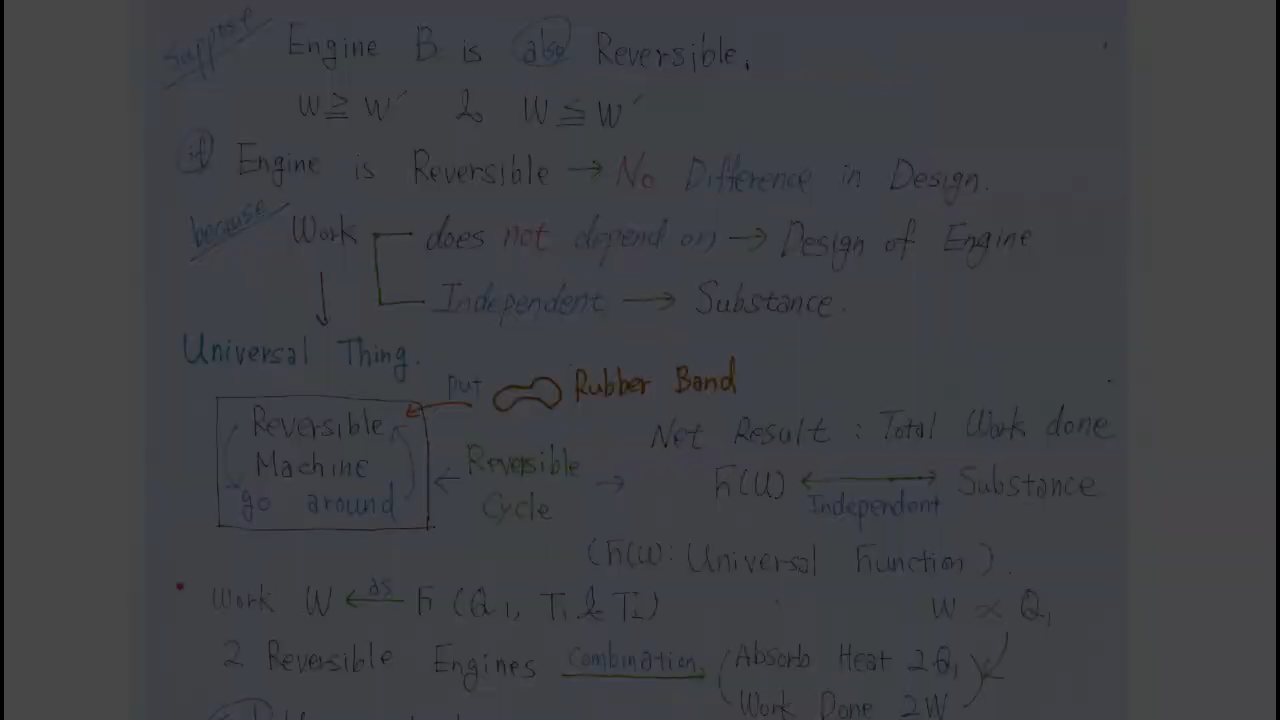 suppose Engine B is also Reversible.
W ≧ W′ & W ≦ W′
if Engine is Reversible → No Difference in Design.
because Work does not depend on → Design of Engine
Independent → Substance.
Universal Thing.
put Rubber Band
Reversible
Machine
go around
← Reversible
Cycle →
Net Result : Total Work done
F(U) ↔ Substance
Independent
(F(U: Universal Function).
• Work W ←as F (Q1, T1 & T2) W ∝ Q1
2 Reversible Engines Combination, (Absorb Heat 2Q1
Work Done 2W)